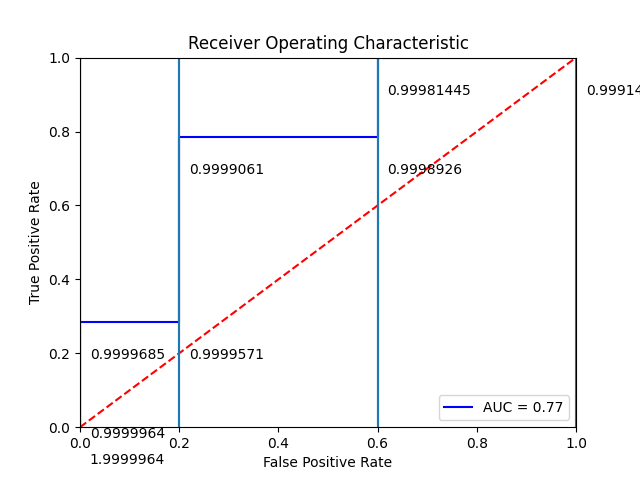 Receiver Operating Characteristic
True Positive Rate
1.0
0.8
0.6
0.4
0.2
0.0
0.99981445
0.99914
0.9999061
0.9998926
0.9999685
0.9999571
0.9999964
1.9999964
AUC = 0.77
0.0 0.2 0.4 0.6 0.8 1.0
False Positive Rate